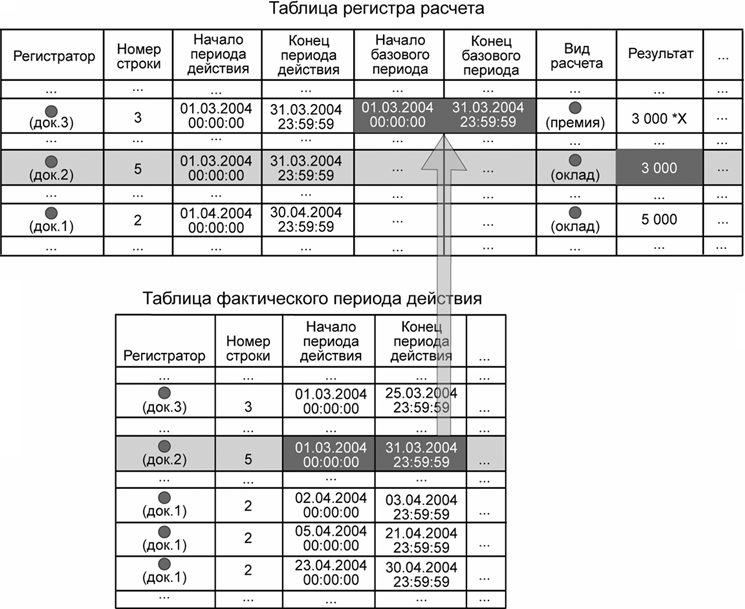 Таблица регистра расчета
Регистратор Номер строки Начало периода действия Конец периода действия Начало базового периода Конец базового периода Вид расчета Результат ...
... ... ... ... ... ... ... ... ...
(док.3) 3 01.03.2004 00:00:00 31.03.2004 23:59:59 01.03.2004 00:00:00 31.03.2004 23:59:59 (премия) 3 000 *X ...
... ... ... ... ... ... ... ... ...
(док.2) 5 01.03.2004 00:00:00 31.03.2004 23:59:59 ... ... (оклад) 3 000 ...
... ... ... ... ... ... ... ... ...
(док.1) 2 01.04.2004 00:00:00 30.04.2004 23:59:59 ... ... (оклад) 5 000 ...
... ... ... ... ... ... ... ... ...
Таблица фактического периода действия
Регистратор Номер строки Начало периода действия Конец периода действия ...
... ... ... ... ...
(док.3) 3 01.03.2004 00:00:00 25.03.2004 23:59:59 ...
... ... ... ... ...
(док.2) 5 01.03.2004 00:00:00 31.03.2004 23:59:59 ...
... ... ... ... ...
(док.1) 2 02.04.2004 00:00:00 03.04.2004 23:59:59 ...
(док.1) 2 05.04.2004 00:00:00 21.04.2004 23:59:59 ...
(док.1) 2 23.04.2004 00:00:00 30.04.2004 23:59:59 ...
... ... ... ... ...